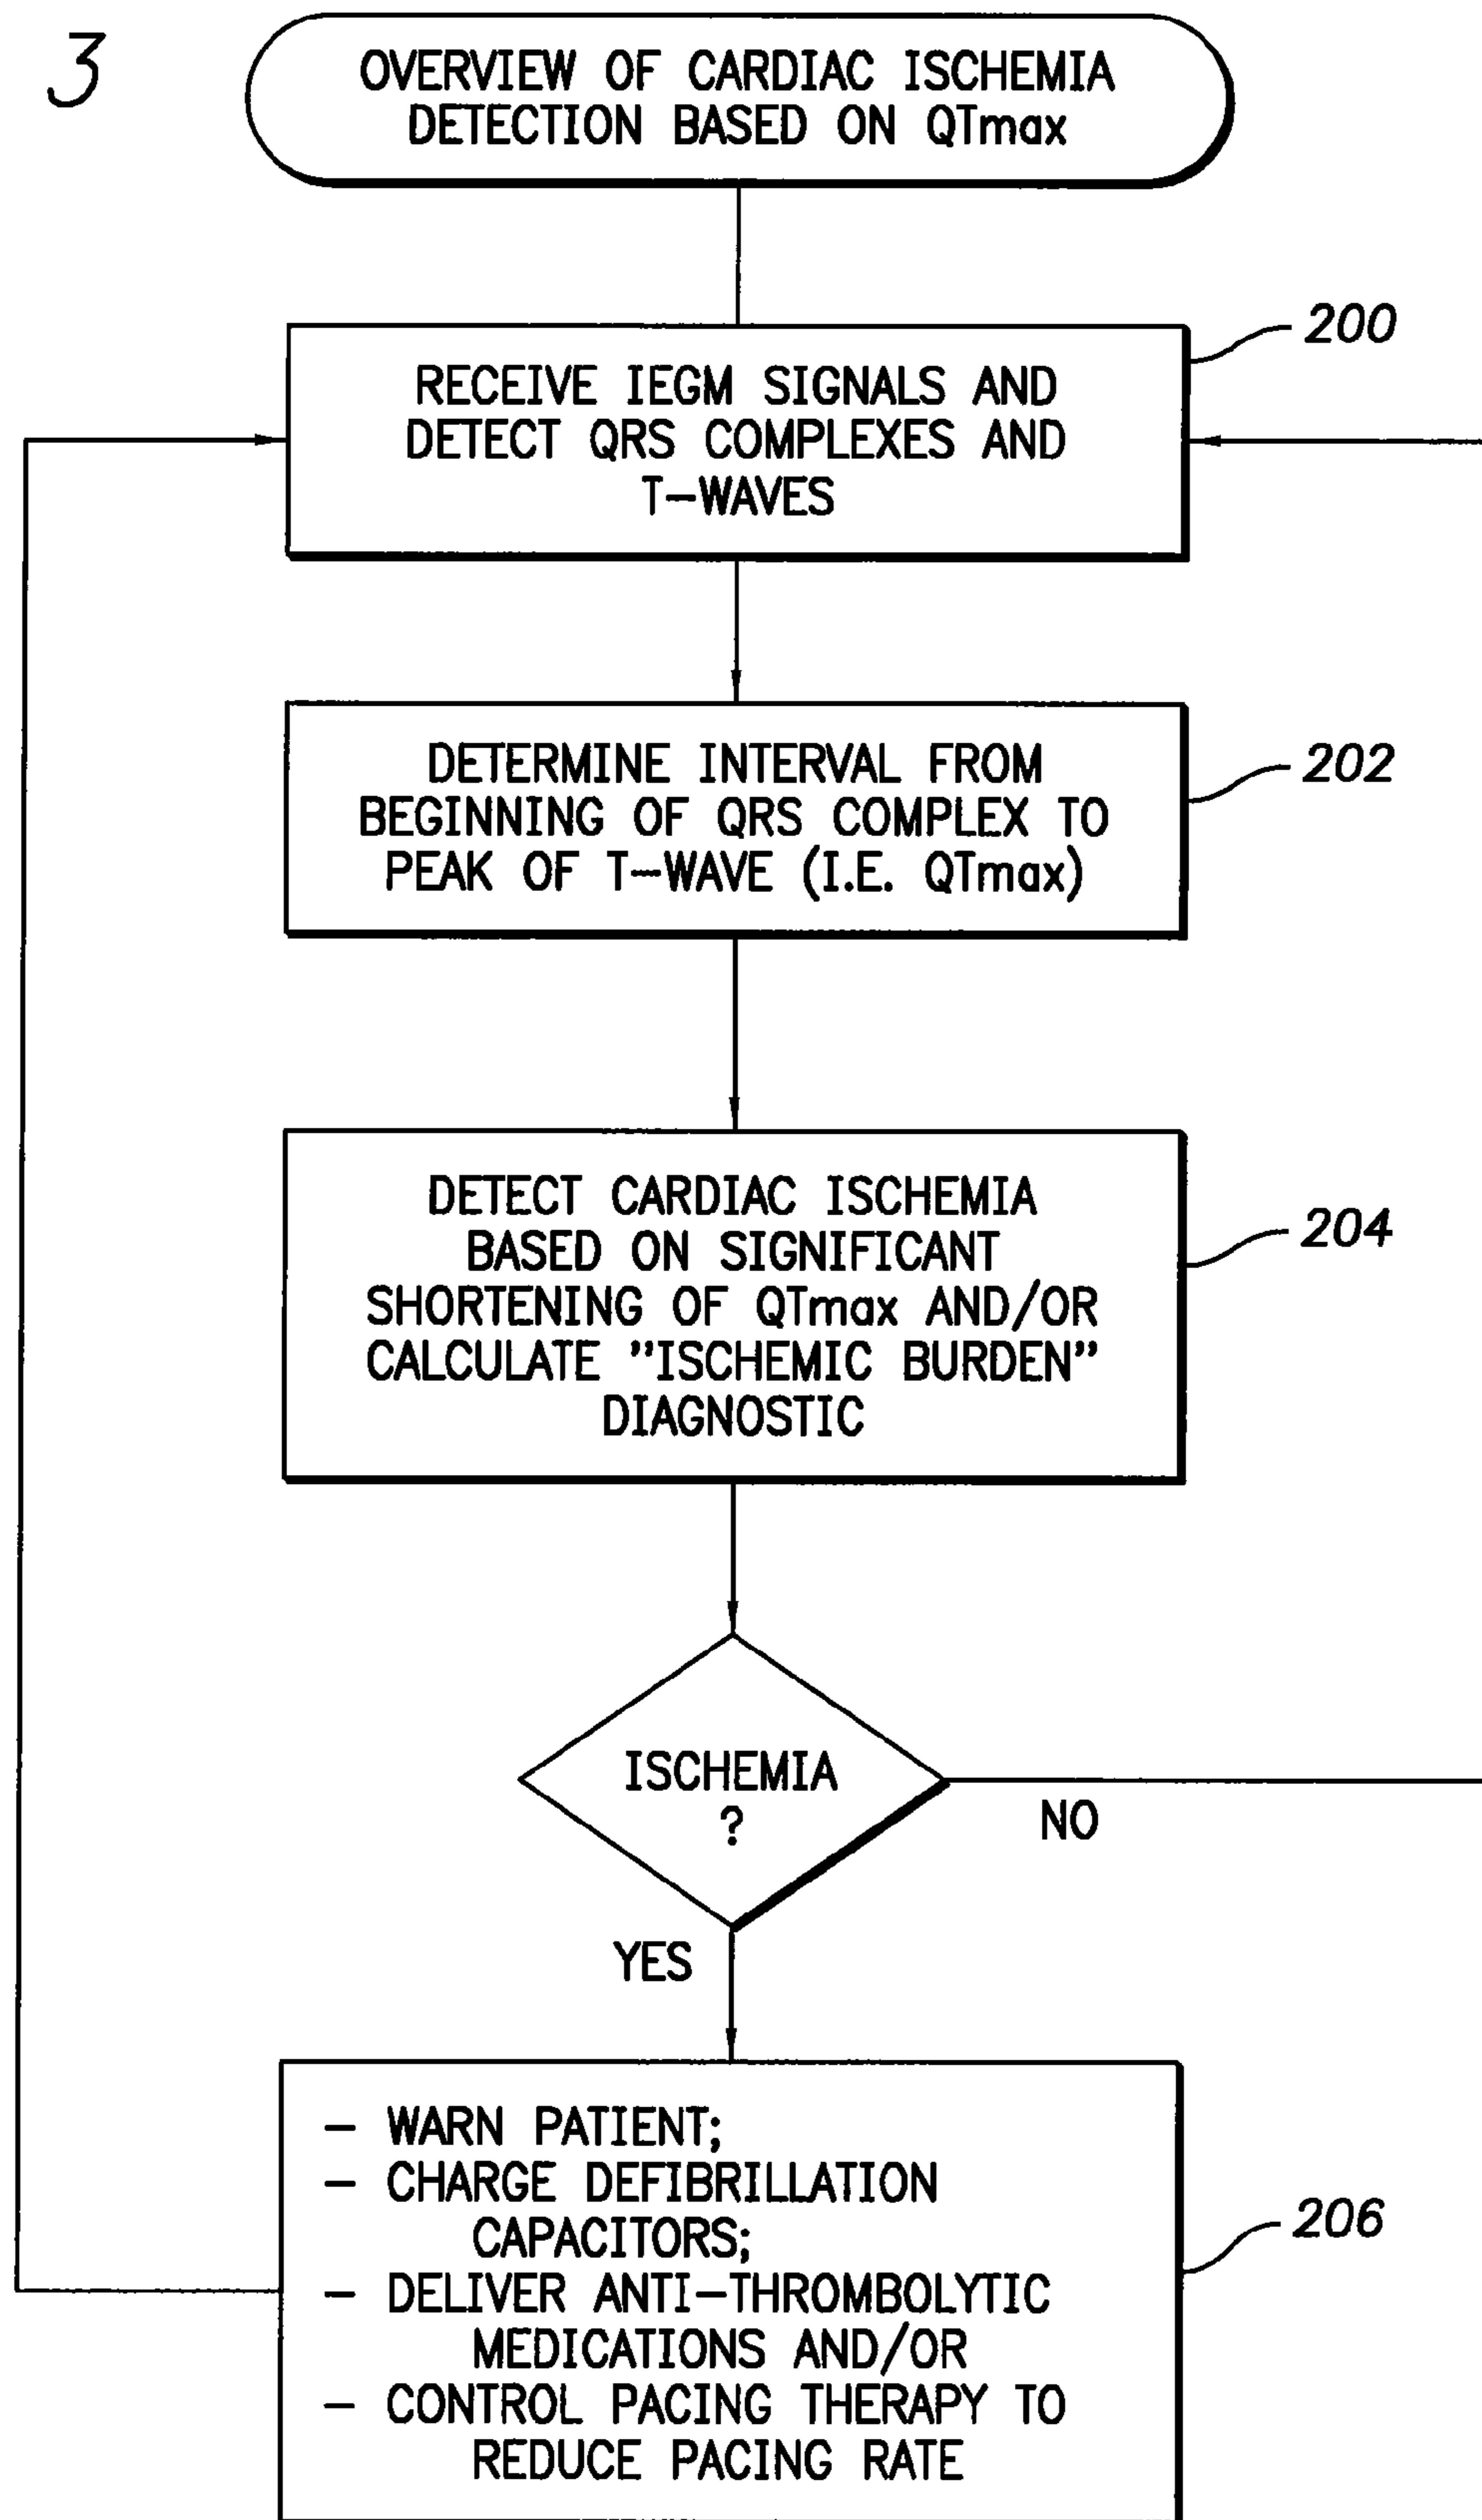 3
OVERVIEW OF CARDIAC ISCHEMIA
DETECTION BASED ON QTmax
200
RECEIVE IEGM SIGNALS AND
DETECT QRS COMPLEXES AND
T-WAVES
202
DETERMINE INTERVAL FROM
BEGINNING OF QRS COMPLEX TO
PEAK OF T-WAVE (I.E. QTmax)
204
DETECT CARDIAC ISCHEMIA
BASED ON SIGNIFICANT
SHORTENING OF QTmax AND/OR
CALCULATE "ISCHEMIC BURDEN"
DIAGNOSTIC
ISCHEMIA
?
NO
YES
206
- WARN PATIENT;
- CHARGE DEFIBRILLATION
CAPACITORS;
- DELIVER ANTI-THROMBOLYTIC
MEDICATIONS AND/OR
- CONTROL PACING THERAPY TO
REDUCE PACING RATE